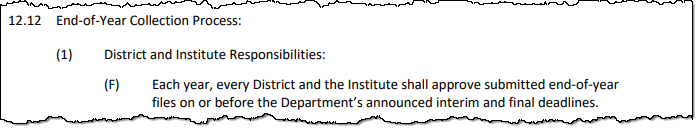 12.12 End-of-Year Collection Process:
(1) District and Institute Responsibilities:
(F) Each year, every District and the Institute shall approve submitted end-of-year
files on or before the Department’s announced interim and final deadlines.